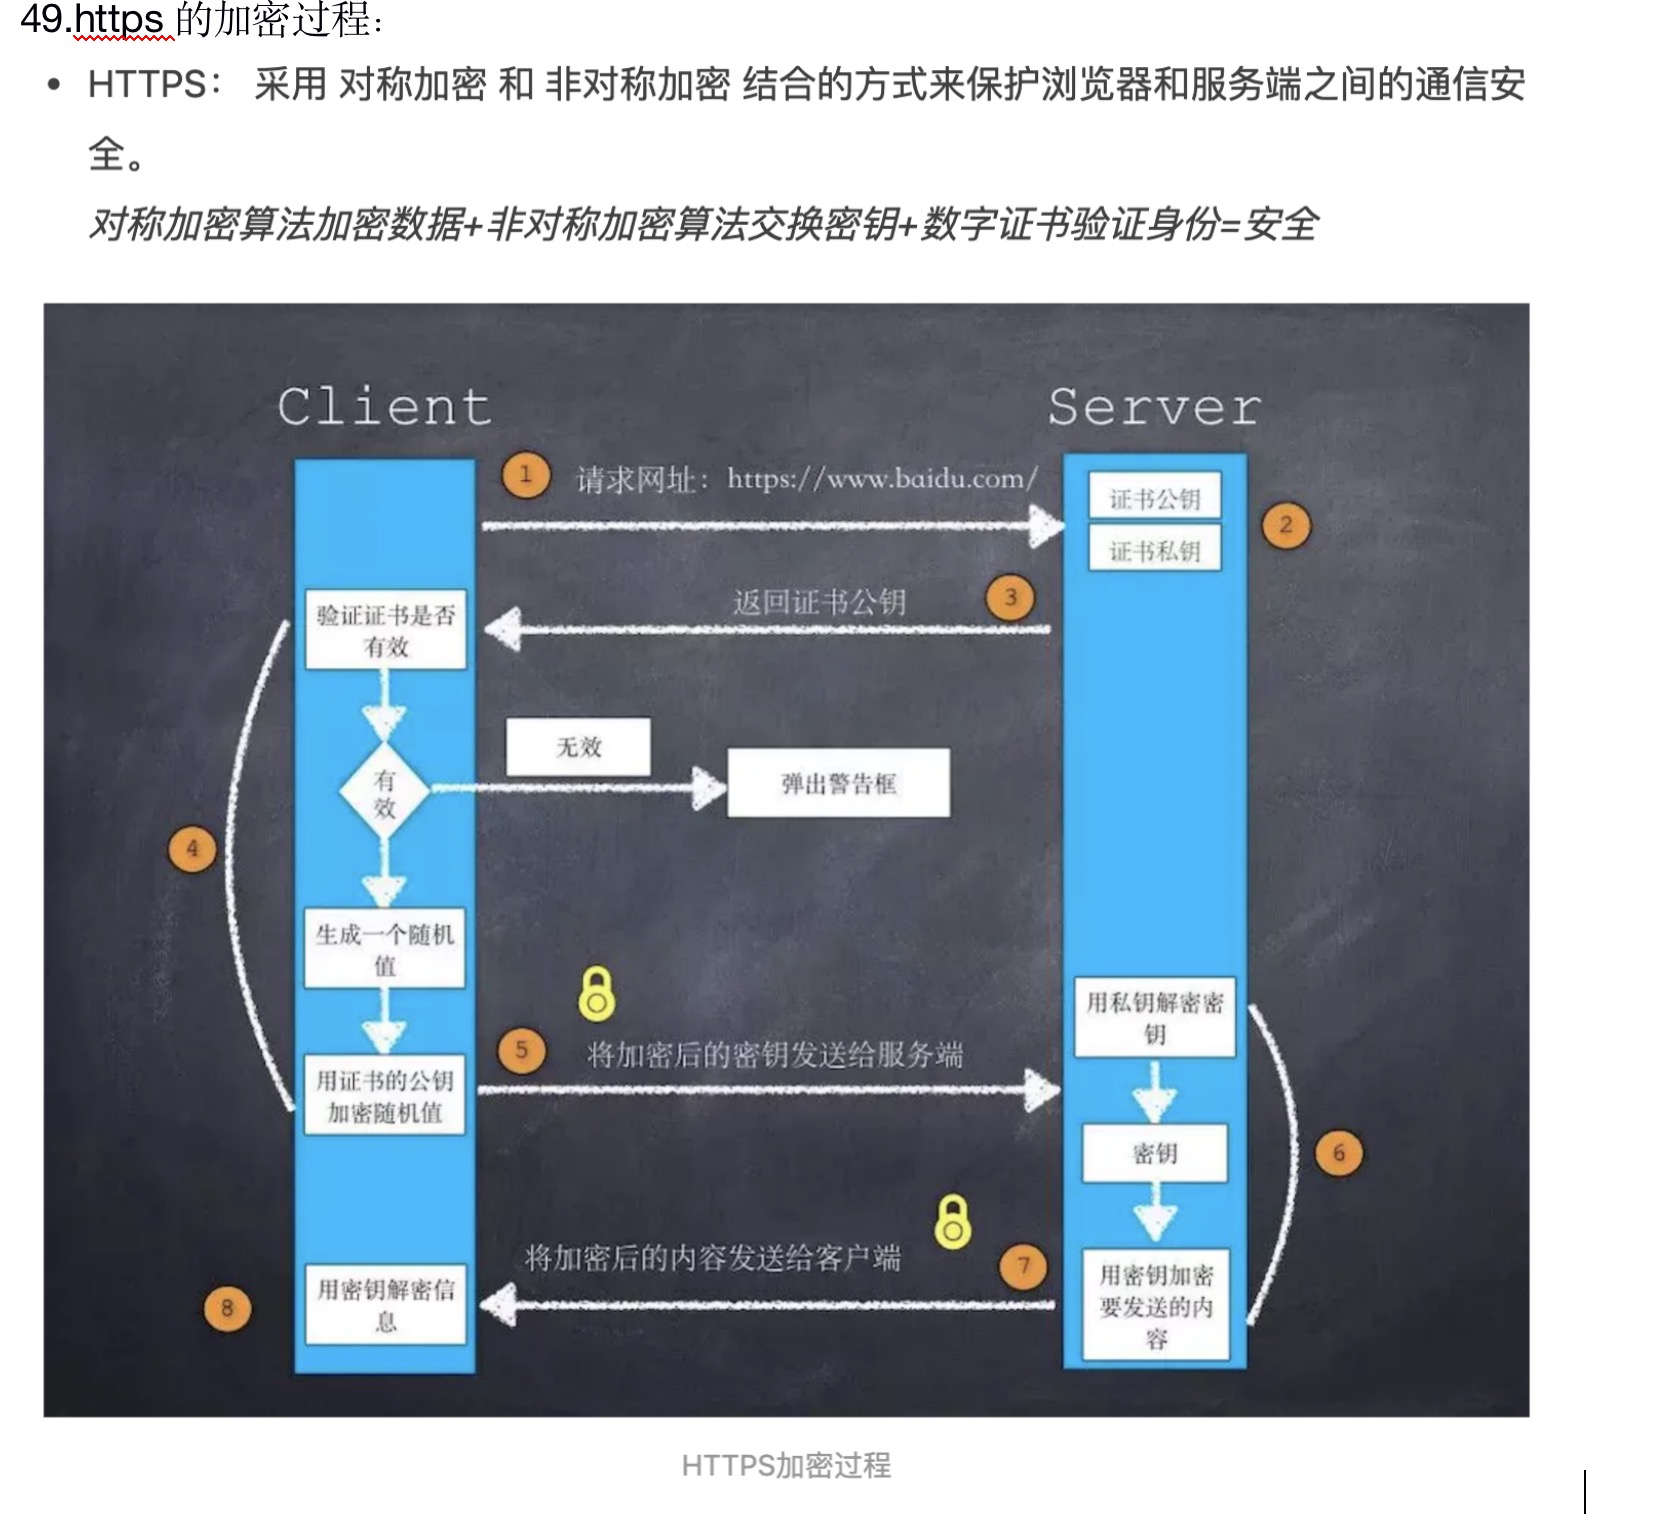 49.https 的加密过程:
• HTTPS： 采用 对称加密 和 非对称加密 结合的方式来保护浏览器和服务端之间的通信安
全。
对称加密算法加密数据+非对称加密算法交换密钥+数字证书验证身份=安全
Client
Server
1
请求网址：https://www.baidu.com/
证书公钥
证书私钥
2
返回证书公钥
3
验证证书是否
有效
无效
弹出警告框
有
效
4
生成一个随机
值
用私钥解密密
钥
5
将加密后的密钥发送给服务端
用证书的公钥
加密随机值
密钥
6
将加密后的内容发送给客户端
7
用密钥加密
要发送的内
容
8
用密钥解密信
息
HTTPS加密过程